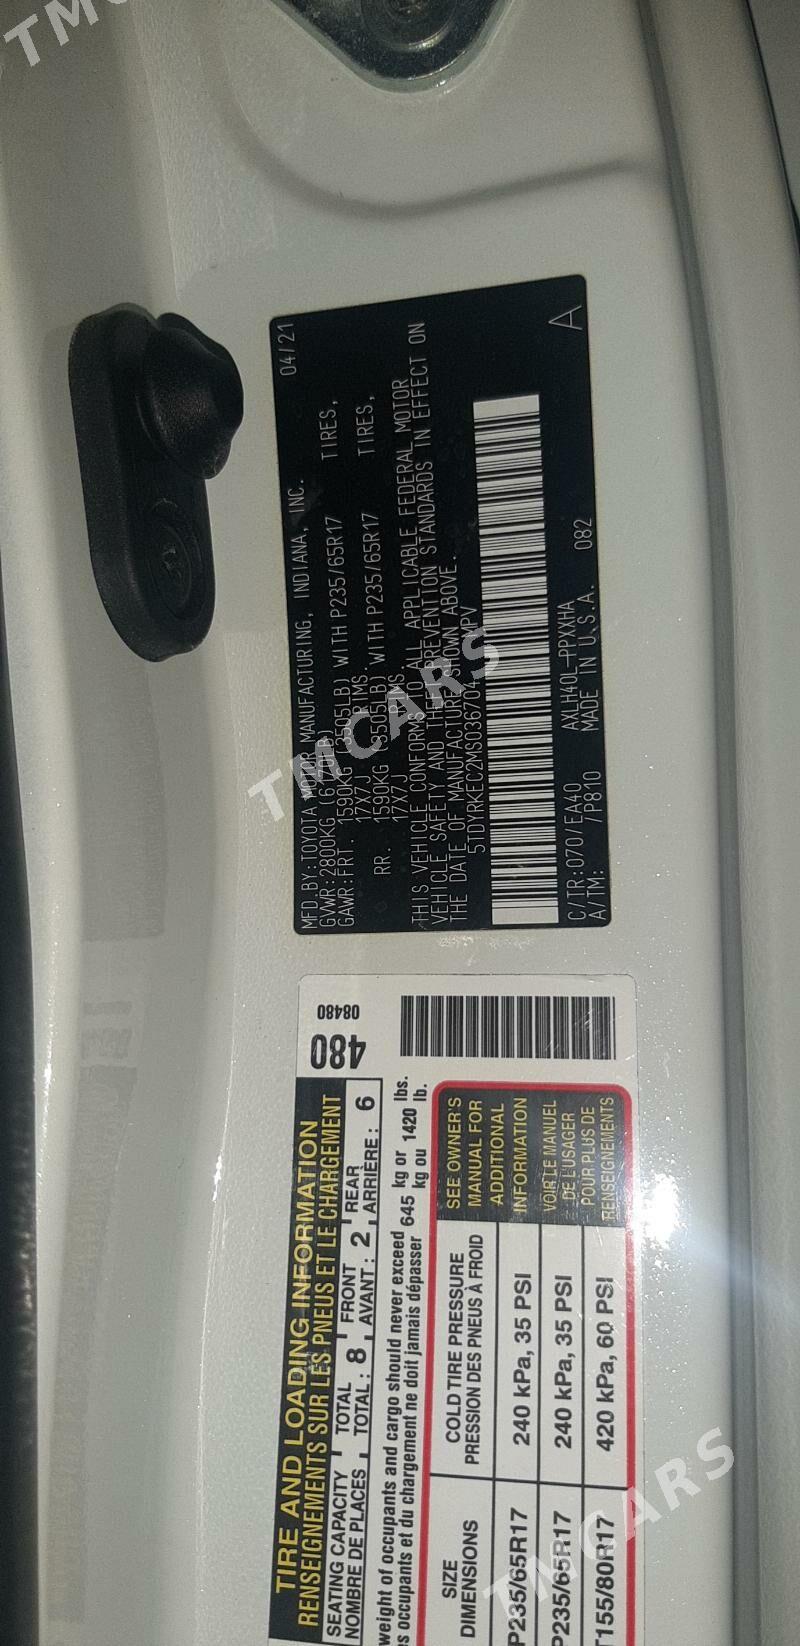 MFD.BY:TOYOTA MOTOR MANUFACTURING, INDIANA, INC. 04/21
GVWR:2800KG
GAWR:FRT. 1590KG (3505LB) WITH P235/65R17 TIRES,
17X7J RIMS
RR. 1590KG (3505LB) WITH P235/65R17 TIRES,
17X7J RIMS.
THIS VEHICLE CONFORMS TO ALL APPLICABLE FEDERAL MOTOR
VEHICLE SAFETY AND THEFT PREVENTION STANDARDS IN EFFECT ON
THE DATE OF MANUFACTURE SHOWN ABOVE.
5TDYRKEC2MS036704 MPV
C/TR:070/EA40 AXLH40L-PPXXHA
A/TM: /P810 MADE IN U.S.A. 082
A
480
08480
TIRE AND LOADING INFORMATION
RENSEIGNEMENTS SUR LES PNEUS ET LE CHARGEMENT
SEATING CAPACITY TOTAL FRONT REAR
NOMBRE DE PLACES TOTAL : 8 AVANT : 2 ARRIÈRE : 6
weight of occupants and cargo should never exceed 645 kg or 1420 lbs.
es occupants et du chargement ne doit jamais dépasser kg ou lb.
SIZE COLD TIRE PRESSURE
DIMENSIONS PRESSION DES PNEUS À FROID
P235/65R17 240 kPa, 35 PSI
P235/65R17 240 kPa, 35 PSI
T155/80R17 420 kPa, 60 PSI
SEE OWNER'S
MANUAL FOR
ADDITIONAL
INFORMATION
VOIR LE MANUEL
DE L'USAGER
POUR PLUS DE
RENSEIGNEMENTS
TMCARS
TMCARS
TMC
TMC